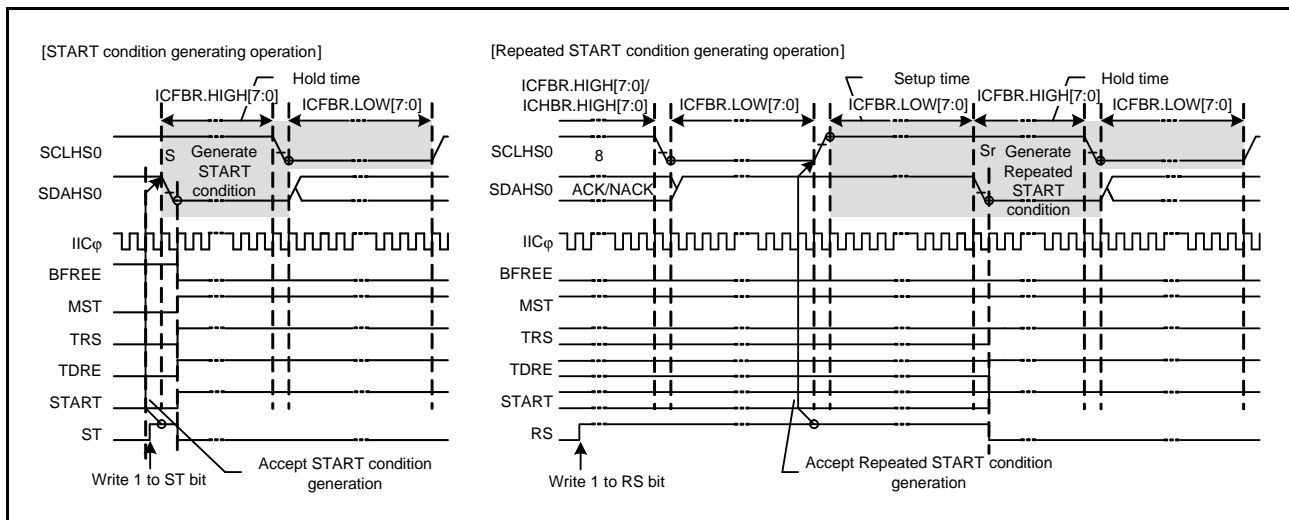 [START condition generating operation]
Hold time
ICFBR.HIGH[7:0]
ICFBR.LOW[7:0]
SCLHS0
S
Generate
START
condition
SDAHS0
IICφ
BFREE
MST
TRS
TDRE
START
ST
Accept START condition
generation
Write 1 to ST bit
[Repeated START condition generating operation]
ICFBR.HIGH[7:0]/
ICHBR.HIGH[7:0]
ICFBR.LOW[7:0]
Setup time
ICFBR.LOW[7:0]
Hold time
ICFBR.HIGH[7:0]
ICFBR.LOW[7:0]
SCLHS0
8
Sr
Generate
Repeated
START
condition
SDAHS0
ACK/NACK
IICφ
BFREE
MST
TRS
TDRE
START
RS
Accept Repeated START condition
generation
Write 1 to RS bit